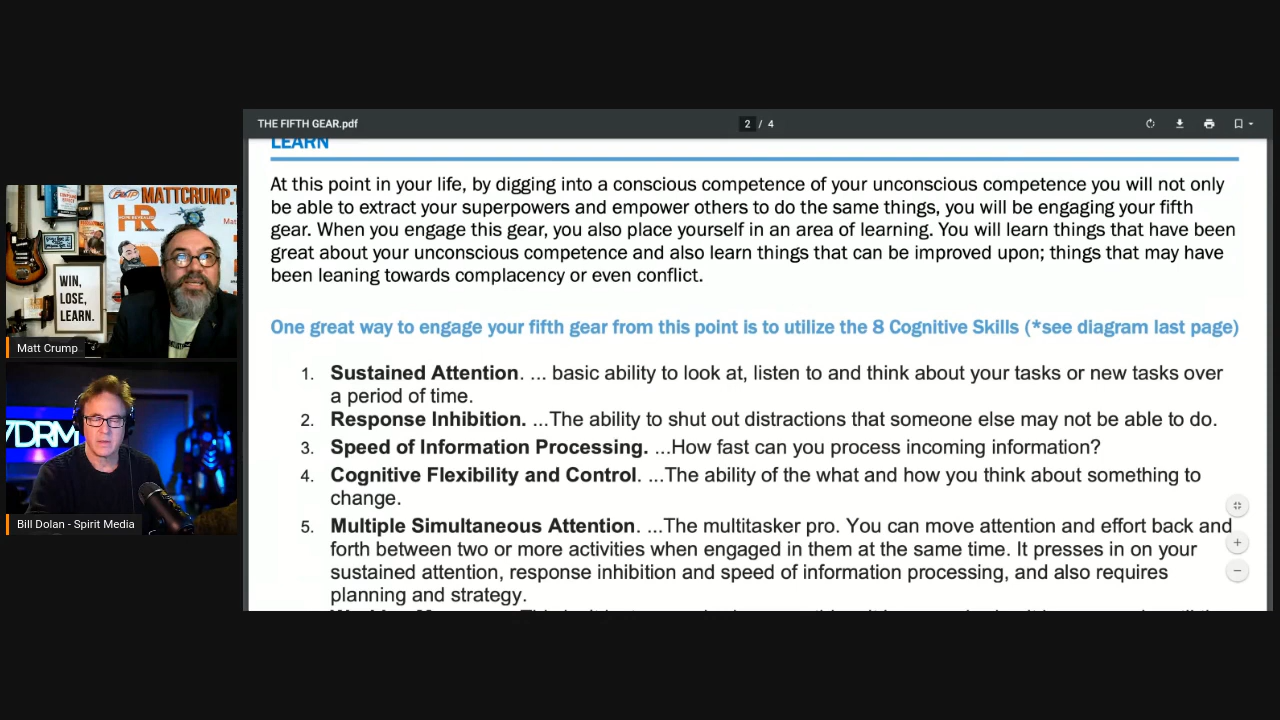 THE FIFTH GEAR.pdf
2 / 4
LEARN
At this point in your life, by digging into a conscious competence of your unconscious competence you will not only
be able to extract your superpowers and empower others to do the same things, you will be engaging your fifth
gear. When you engage this gear, you also place yourself in an area of learning. You will learn things that have been
great about your unconscious competence and also learn things that can be improved upon; things that may have
been leaning towards complacency or even conflict.
One great way to engage your fifth gear from this point is to utilize the 8 Cognitive Skills (*see diagram last page)
1. Sustained Attention. ... basic ability to look at, listen to and think about your tasks or new tasks over
a period of time.
2. Response Inhibition. ...The ability to shut out distractions that someone else may not be able to do.
3. Speed of Information Processing. ...How fast can you process incoming information?
4. Cognitive Flexibility and Control. ...The ability of the what and how you think about something to
change.
5. Multiple Simultaneous Attention. ...The multitasker pro. You can move attention and effort back and
forth between two or more activities when engaged in them at the same time. It presses in on your
sustained attention, response inhibition and speed of information processing, and also requires
planning and strategy.
MATTCRUMP.
HR
WIN,
LOSE,
LEARN.
Matt Crump
7DRM
Bill Dolan - Spirit Media